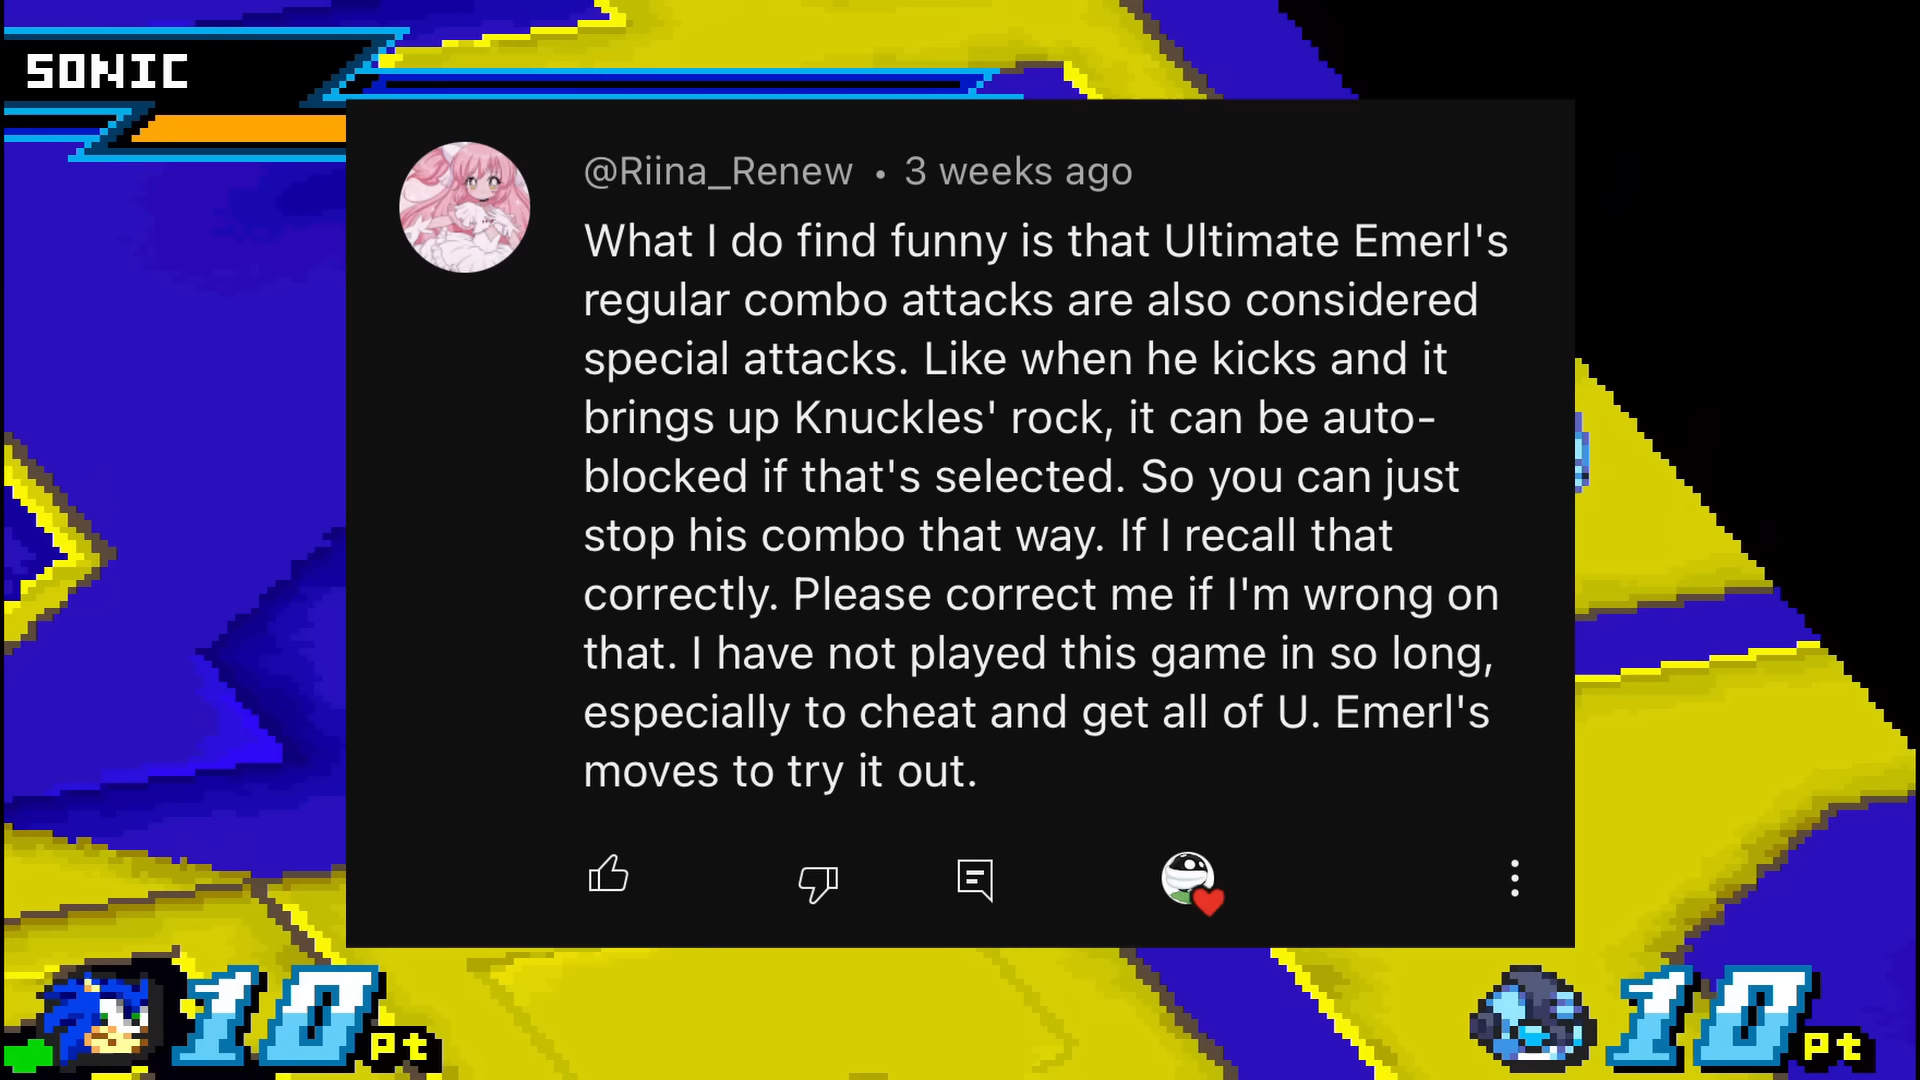 SONIC
@Riina_Renew • 3 weeks ago
What I do find funny is that Ultimate Emerl's
regular combo attacks are also considered
special attacks. Like when he kicks and it
brings up Knuckles' rock, it can be auto-
blocked if that's selected. So you can just
stop his combo that way. If I recall that
correctly. Please correct me if I'm wrong on
that. I have not played this game in so long,
especially to cheat and get all of U. Emerl's
moves to try it out.
10pt
10pt